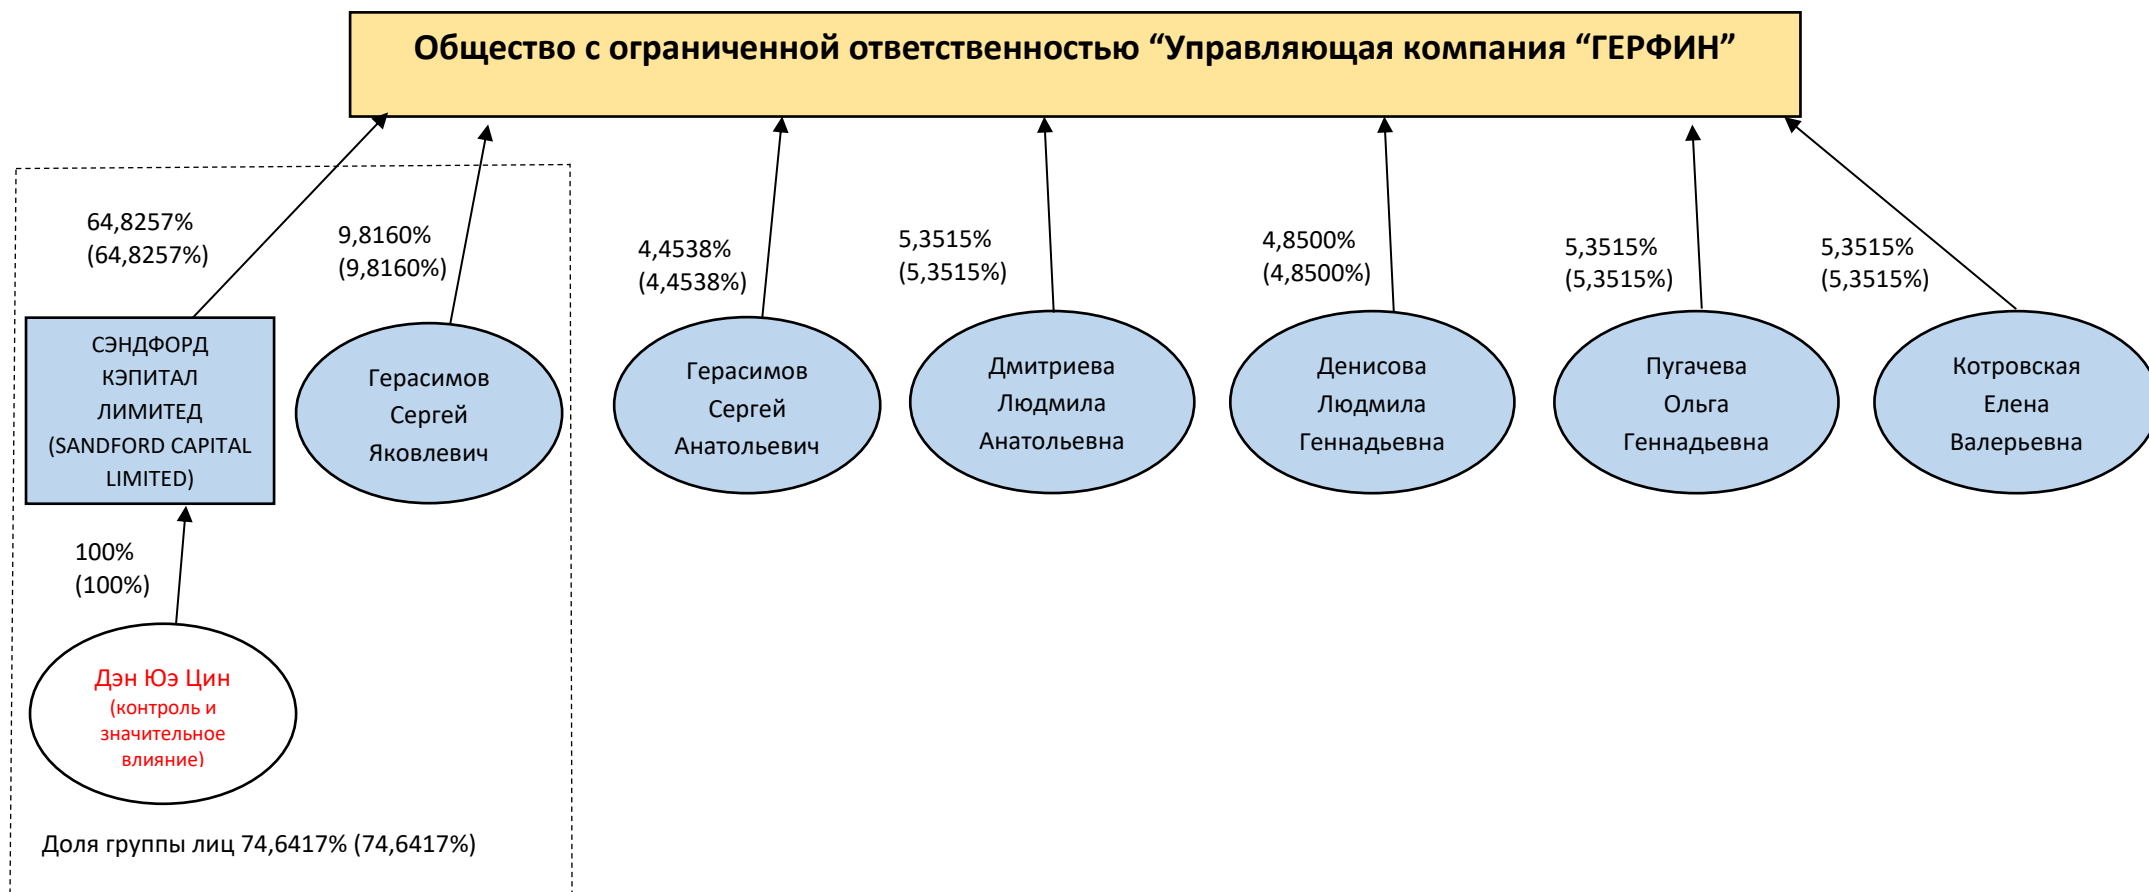 Общество с ограниченной ответственностью “Управляющая компания “ГЕРФИН”
64,8257%
(64,8257%)
9,8160%
(9,8160%)
4,4538%
(4,4538%)
5,3515%
(5,3515%)
4,8500%
(4,8500%)
5,3515%
(5,3515%)
5,3515%
(5,3515%)
СЭНДФОРД
КЭПИТАЛ
ЛИМИТЕД
(SANDFORD CAPITAL
LIMITED)
Герасимов
Сергей
Яковлевич
Герасимов
Сергей
Анатольевич
Дмитриева
Людмила
Анатольевна
Денисова
Людмила
Геннадьевна
Пугачева
Ольга
Геннадьевна
Котровская
Елена
Валерьевна
100%
(100%)
Дэн Юэ Цин
(контроль и
значительное
влияние)
Доля группы лиц 74,6417% (74,6417%)